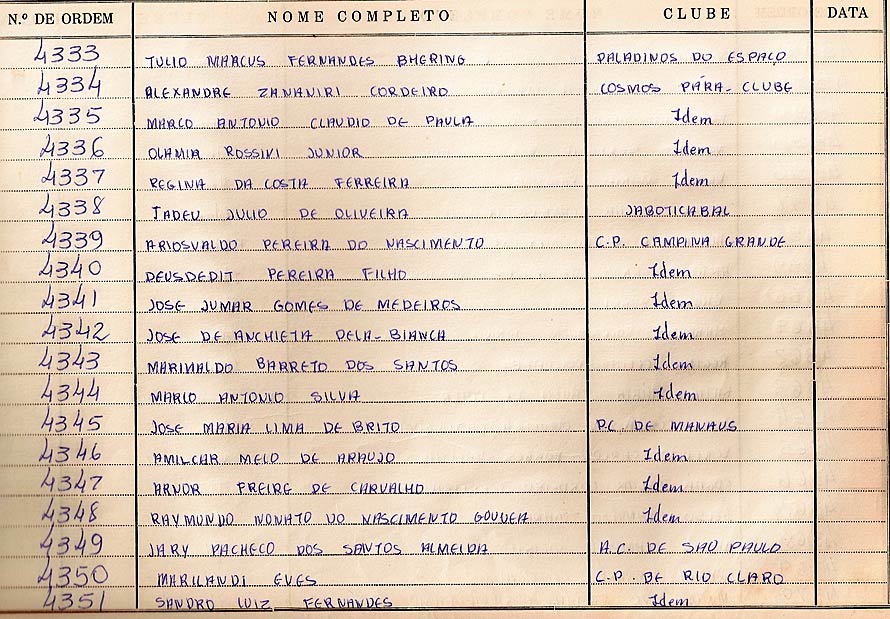 N.º DE ORDEM NOME COMPLETO CLUBE DATA
4333 TULIO MARCUS FERNANDES BHERING PALADINOS DO ESPAÇO
4334 ALEXANDRE ZANANIRI CORDEIRO COSMOS PÁRA-CLUBE
4335 MARCO ANTONIO CLAUDIO DE PAULA Idem
4336 OLAMIR ROSSINI JUNIOR Idem
4337 REGINA DA COSTA FERREIRA Idem
4338 TADEU JULIO DE OLIVEIRA JABOTICABAL
4339 ARIOSVALDO PEREIRA DO NASCIMENTO C.P. CAMPINA GRANDE
4340 DEUSDEDIT PEREIRA FILHO Idem
4341 JOSE JUMAR GOMES DE MEDEIROS Idem
4342 JOSE DE ANCHIETA DELA-BIANCA Idem
4343 MARINALDO BARRETO DOS SANTOS Idem
4344 MARIO ANTONIO SILVA Idem
4345 JOSE MARIA LIMA DE BRITO P.C. DE MANAUS
4346 AMILCAR MELO DE ARAUJO Idem
4347 ARNOR FREIRE DE CARVALHO Idem
4348 RAYMUNDO NONATO DO NASCIMENTO GOUVEA Idem
4349 JARY PACHECO DOS SANTOS ALMEIDA A.C. DE SAO PAULO
4350 MARILANDI EVES C.P. DE RIO CLARO
4351 SANDRO LUIZ FERNANDES Idem